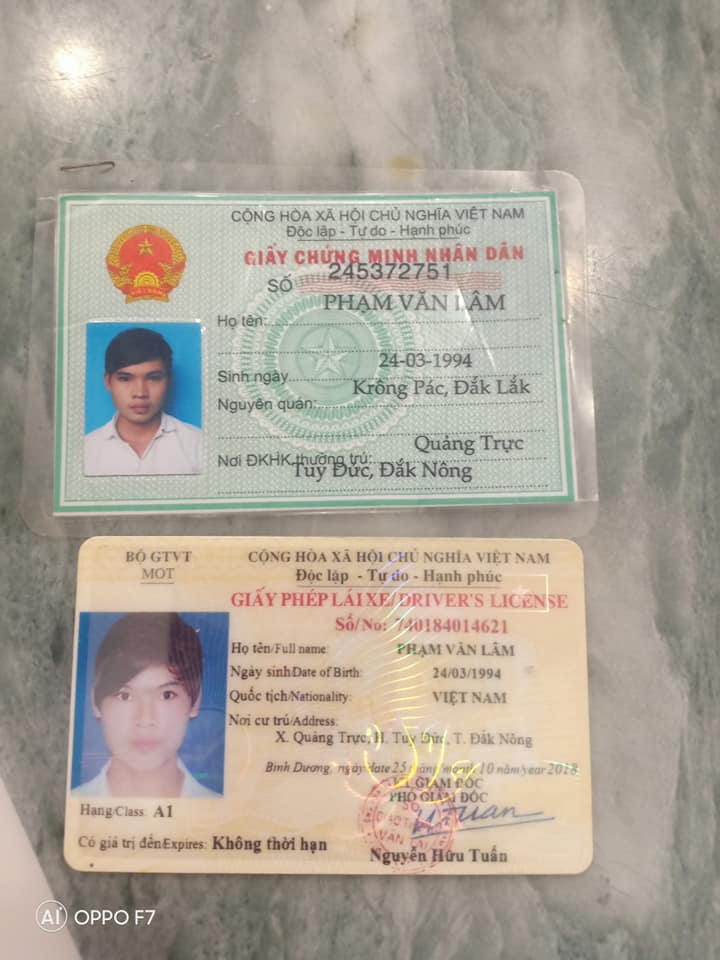 CỘNG HÒA XÃ HỘI CHỦ NGHĨA VIỆT NAM
Độc lập - Tự do - Hạnh phúc
GIẤY CHỨNG MINH NHÂN DÂN
SỐ 245372751
Họ tên: PHẠM VĂN LÂM
Sinh ngày 24-03-1994
Nguyên quán: Krông Pác, Đắk Lắk
Nơi ĐKHK thường trú: Quảng Trực
Tuy Đức, Đắk Nông
VIỆT NAM
BỘ GTVT
MOT
CỘNG HÒA XÃ HỘI CHỦ NGHĨA VIỆT NAM
Độc lập - Tự do - Hạnh phúc
GIẤY PHÉP LÁI XE/DRIVER'S LICENSE
Số/No: 740184014621
Họ tên/Full name: PHẠM VĂN LÂM
Ngày sinh/Date of Birth: 24/03/1994
Quốc tịch/Nationality: VIỆT NAM
Nơi cư trú/Address:
X. Quảng Trực, H. Tuy Đức, T. Đắk Nông
Bình Dương, ngày/date 25 tháng/month 10 năm/year 2018
KT. GIÁM ĐỐC
PHÓ GIÁM ĐỐC
Hạng/Class: A1
Có giá trị đến/Expires: Không thời hạn
Nguyễn Hữu Tuấn
AI OPPO F7